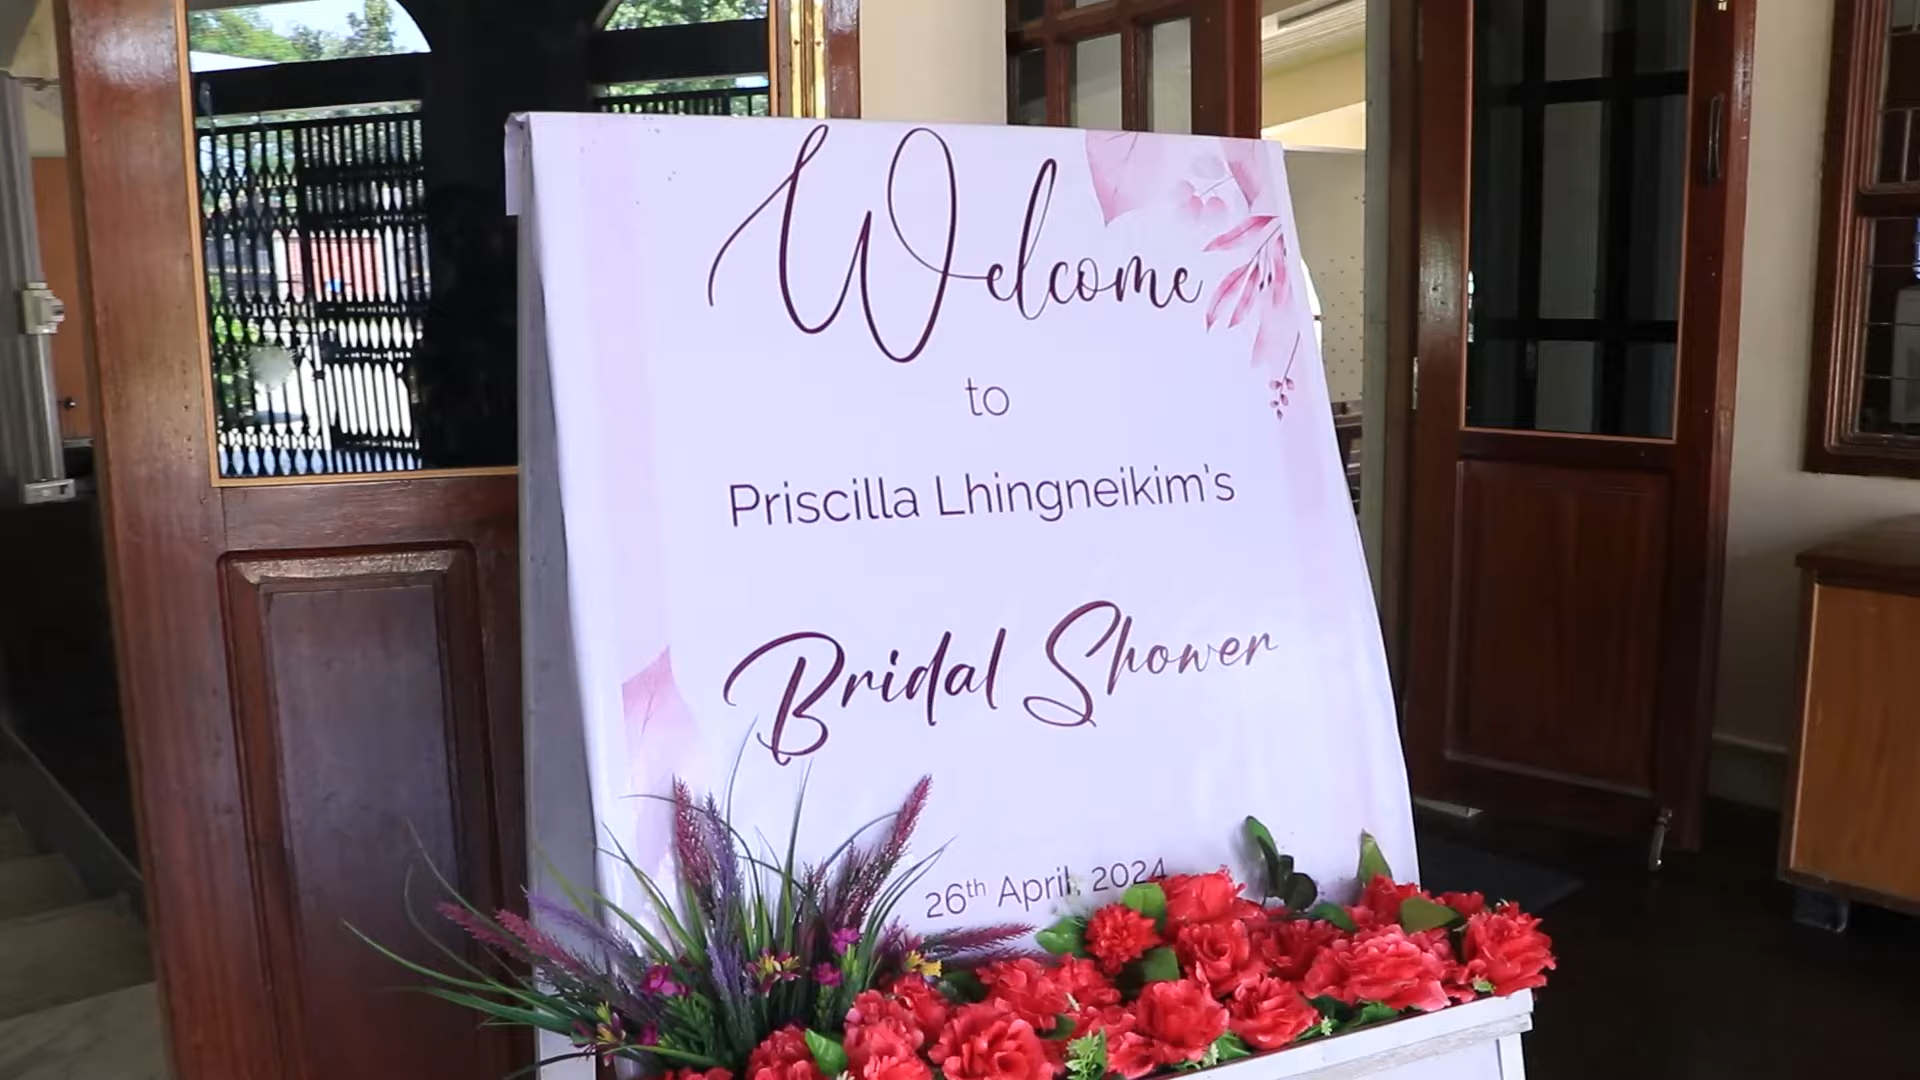 Welcome
to
Priscilla Lhingneikim's
Bridal Shower
26th April, 2024